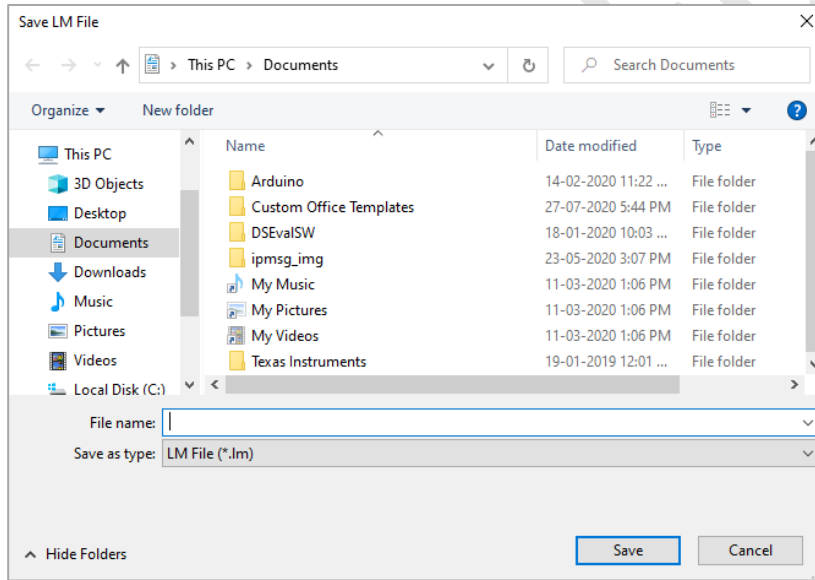 Save LM File
This PC > Documents
Search Documents
Organize
New folder
This PC
3D Objects
Desktop
Documents
Downloads
Music
Pictures
Videos
Local Disk (C:)
Name Date modified Type
Arduino 14-02-2020 11:22 ... File folder
Custom Office Templates 27-07-2020 5:44 PM File folder
DSEvalSW 18-01-2020 10:03 ... File folder
ipmsg_img 23-05-2020 3:07 PM File folder
My Music 11-03-2020 1:06 PM File folder
My Pictures 11-03-2020 1:06 PM File folder
My Videos 11-03-2020 1:06 PM File folder
Texas Instruments 19-01-2019 12:01 ... File folder
File name:
Save as type: LM File (*.lm)
Hide Folders
Save
Cancel